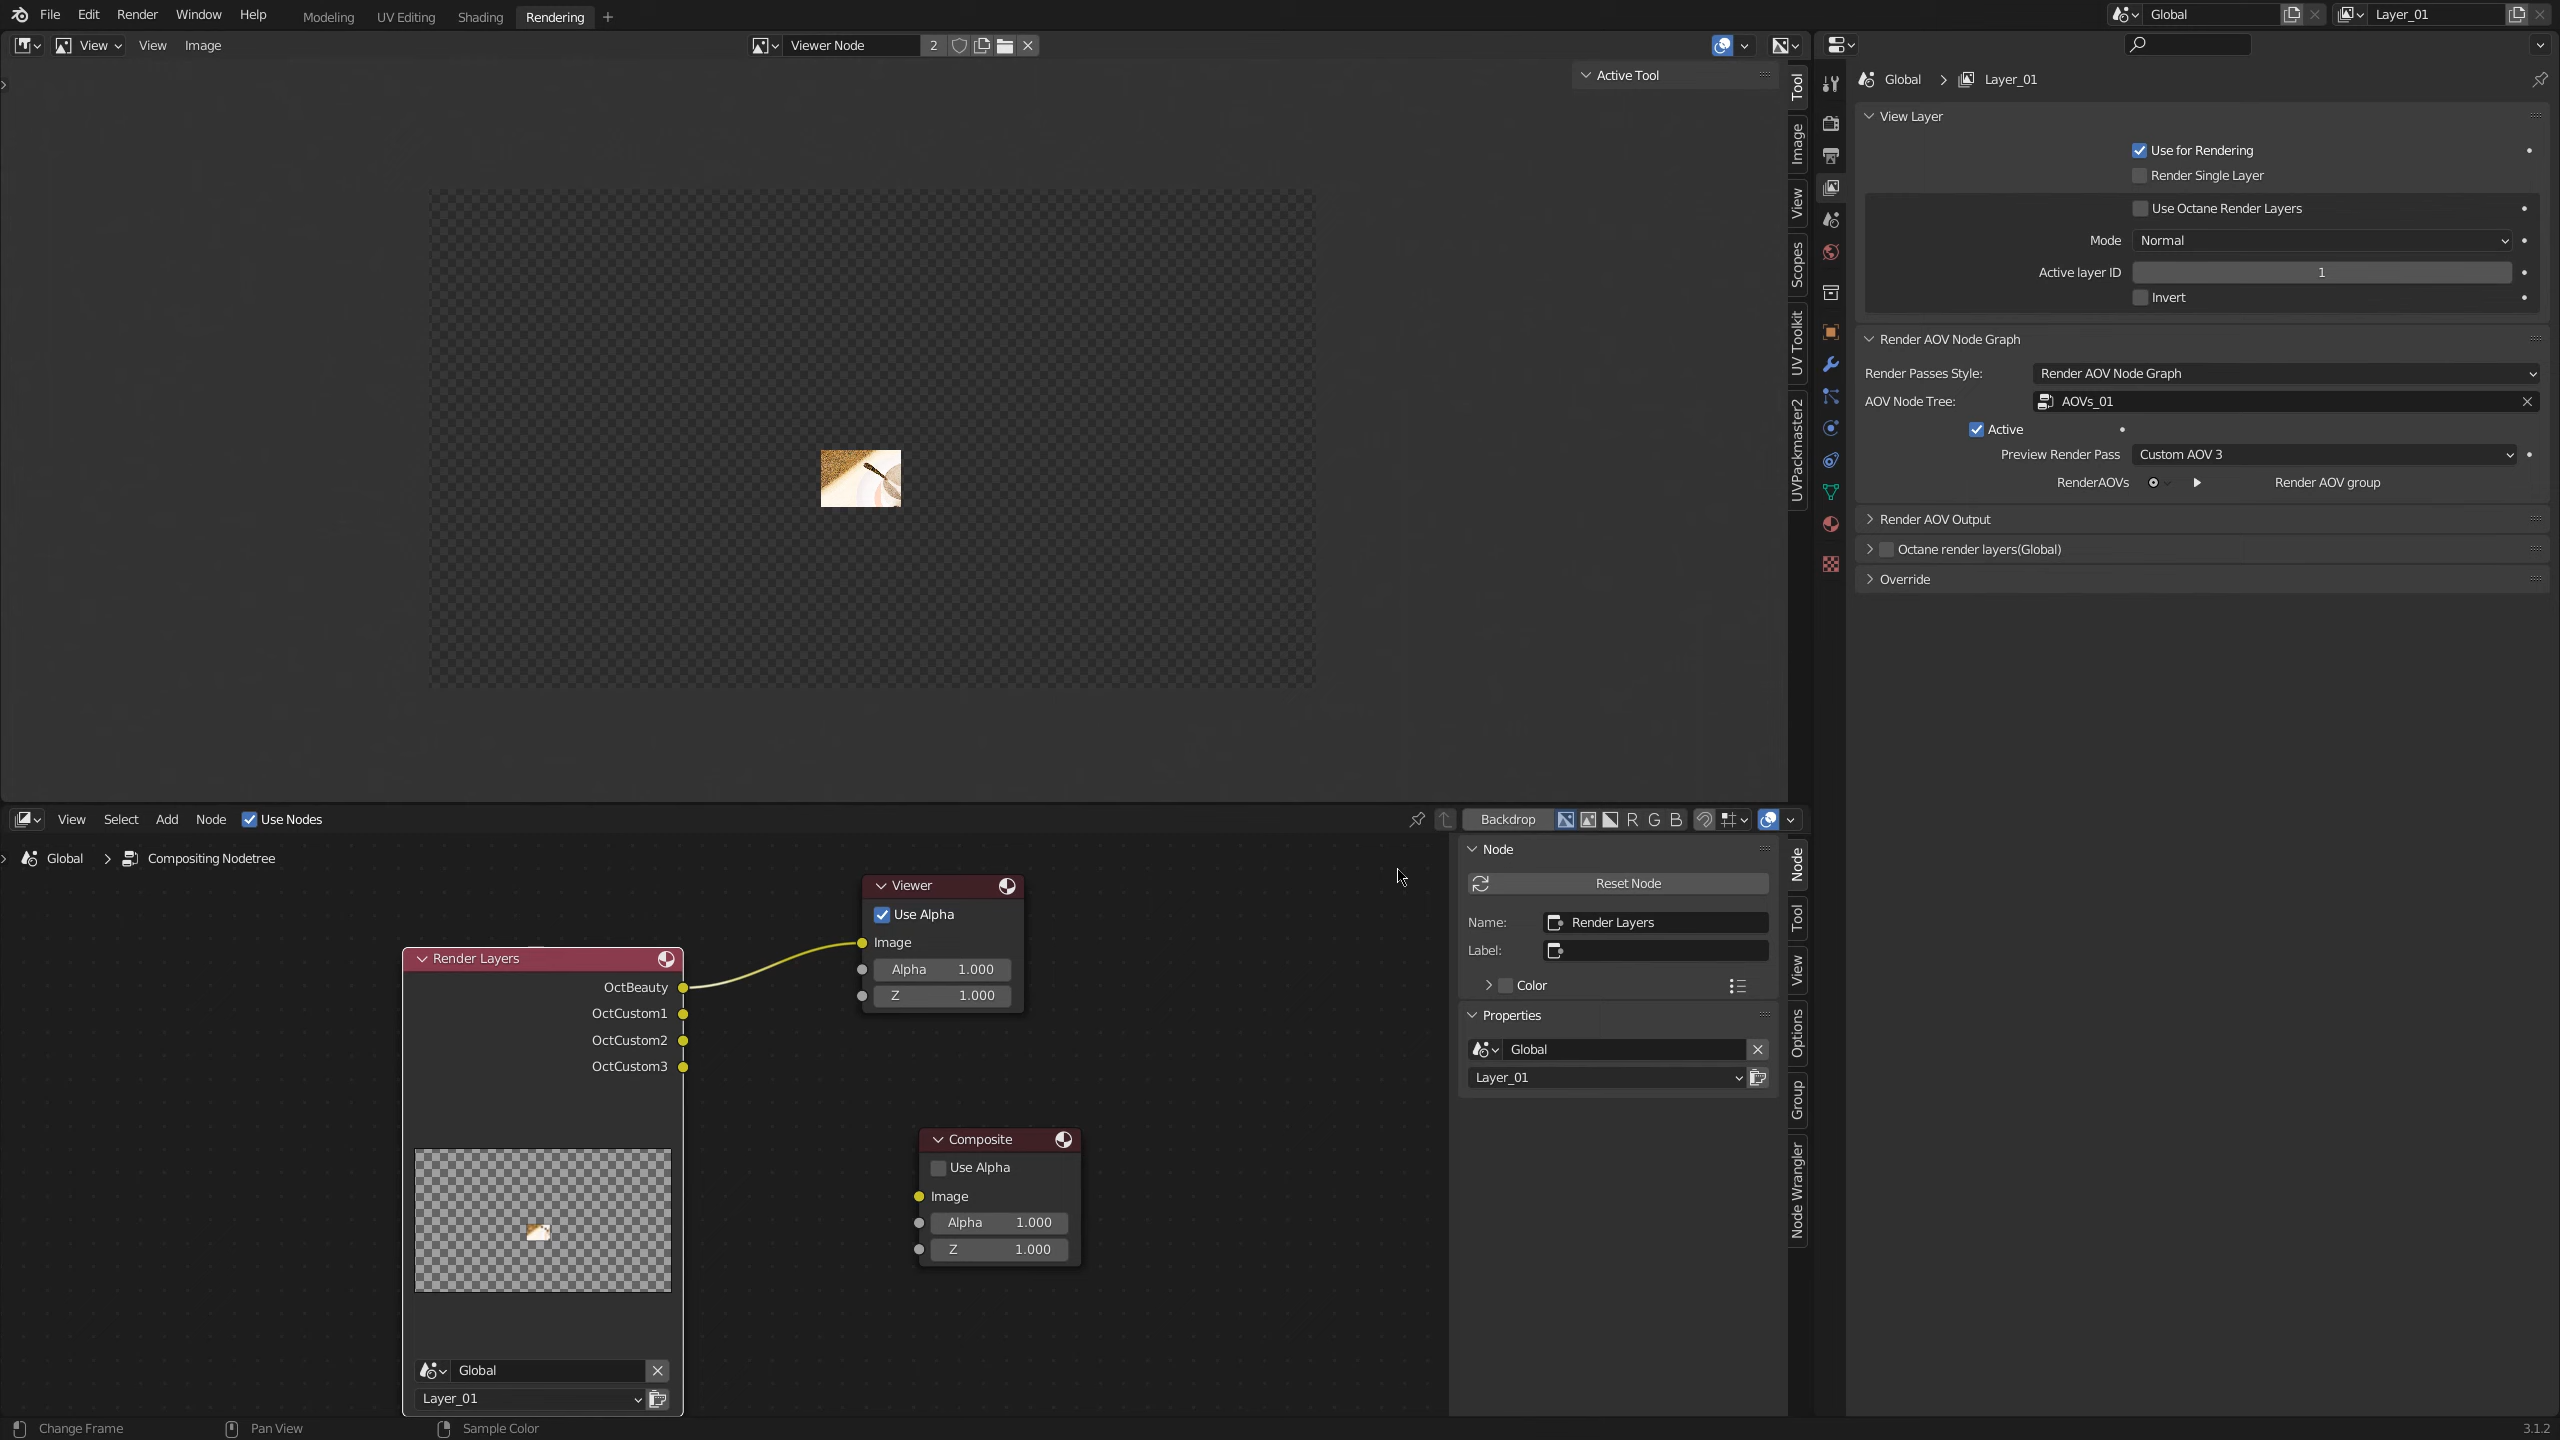 File Edit Render Window Help Modeling UV Editing Shading Rendering + Global Layer_01
View View Image Viewer Node 2
Active Tool
Tool
Image
View
Scopes
UV Toolkit
UVPackmaster2
Global > Layer_01
View Layer
Use for Rendering
Render Single Layer
Use Octane Render Layers
Mode Normal
Active layer ID 1
Invert
Render AOV Node Graph
Render Passes Style: Render AOV Node Graph
AOV Node Tree: AOVs_01
Active
Preview Render Pass Custom AOV 3
RenderAOVs Render AOV group
Render AOV Output
Octane render layers(Global)
Override
View Select Add Node Use Nodes Backdrop R G B
Global > Compositing Nodetree
Viewer
Use Alpha
Image
Alpha 1.000
Z 1.000
Render Layers
OctBeauty
OctCustom1
OctCustom2
OctCustom3
Global
Layer_01
Composite
Use Alpha
Image
Alpha 1.000
Z 1.000
Node
Reset Node
Name: Render Layers
Label:
Color
Properties
Global
Layer_01
Node
Tool
View
Options
Group
Node Wrangler
Change Frame Pan View Sample Color 3.1.2